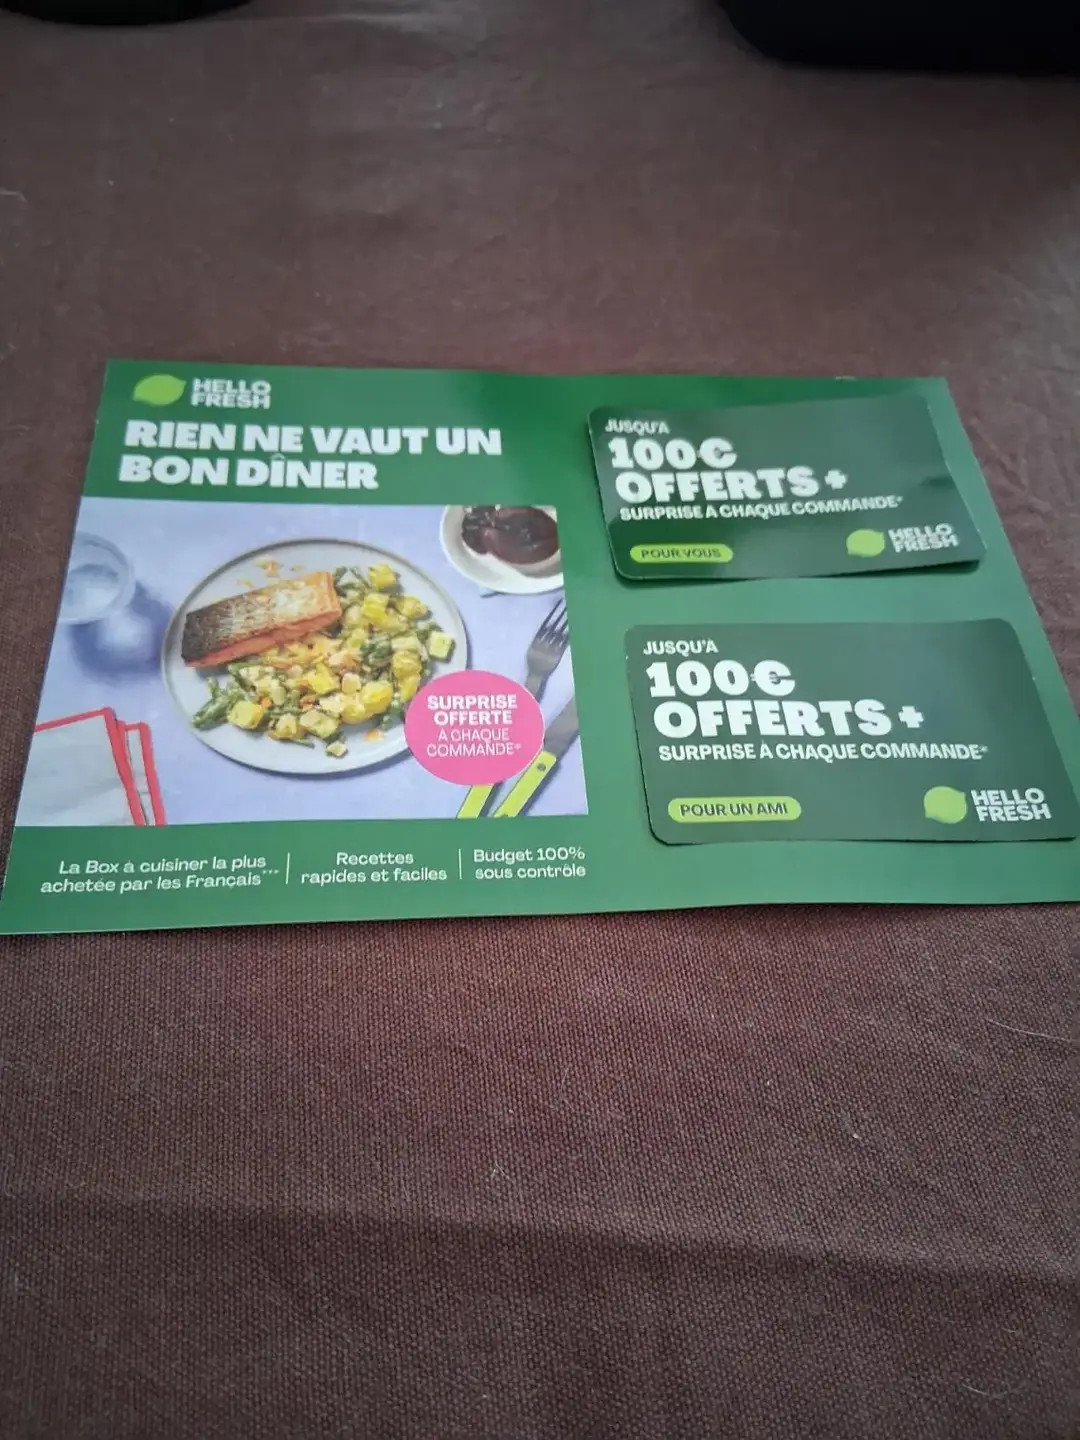 HELLO
FRESH
RIEN NE VAUT UN
BON DÎNER
SURPRISE
OFFERTE
À CHAQUE
COMMANDE*
La Box à cuisiner la plus
achetée par les Français***
Recettes
rapides et faciles
Budget 100%
sous contrôle
JUSQU'À
100€
OFFERTS +
SURPRISE À CHAQUE COMMANDE*
POUR VOUS
HELLO
FRESH
JUSQU'À
100€
OFFERTS +
SURPRISE À CHAQUE COMMANDE*
POUR UN AMI
HELLO
FRESH